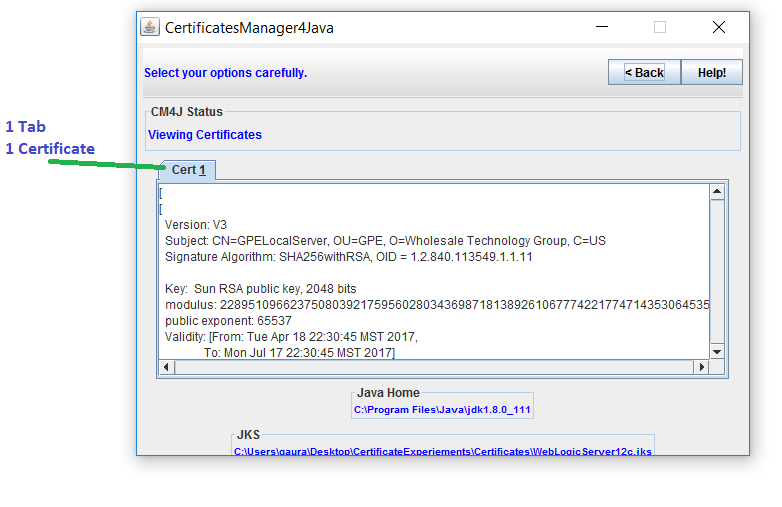 CertificatesManager4Java
Select your options carefully.
< Back
Help!
CM4J Status
Viewing Certificates
1 Tab
1 Certificate
Cert 1
[
[
Version: V3
Subject: CN=GPELocalServer, OU=GPE, O=Wholesale Technology Group, C=US
Signature Algorithm: SHA256withRSA, OID = 1.2.840.113549.1.1.11
Key:  Sun RSA public key, 2048 bits
modulus: 2289510966237508039217595602803436987181389261067774221774714353064535
public exponent: 65537
Validity: [From: Tue Apr 18 22:30:45 MST 2017,
To: Mon Jul 17 22:30:45 MST 2017]
Java Home
C:\Program Files\Java\jdk1.8.0_111
JKS
C:\Users\gaura\Desktop\CertificateExperiements\Certificates\WebLogicServer12c.jks